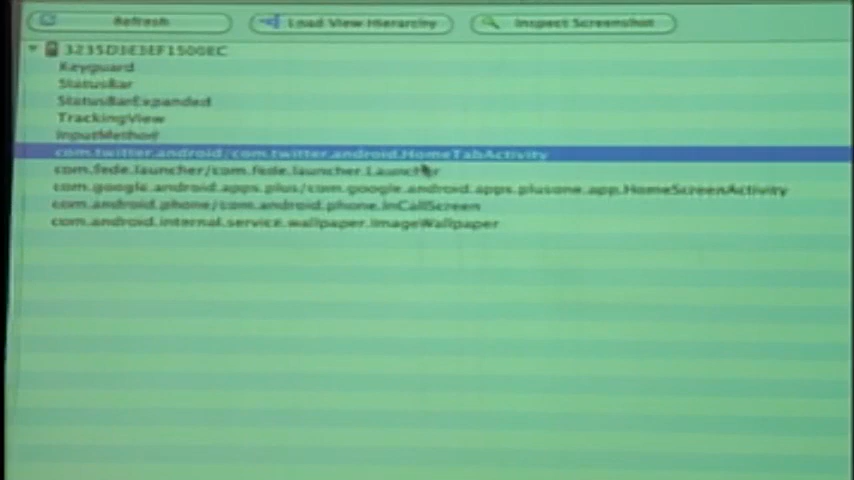 Refresh
Load View Hierarchy
Inspect Screenshot
3235D3E3EF1500EC
Keyguard
StatusBar
StatusBarExpanded
TrackingView
InputMethod
com.twitter.android/com.twitter.android.HomeTabActivity
com.fede.launcher/com.fede.launcher.Launcher
com.google.android.apps.plus/com.google.android.apps.plusone.app.HomeScreenActivity
com.android.phone/com.android.phone.InCallScreen
com.android.internal.service.wallpaper.ImageWallpaper